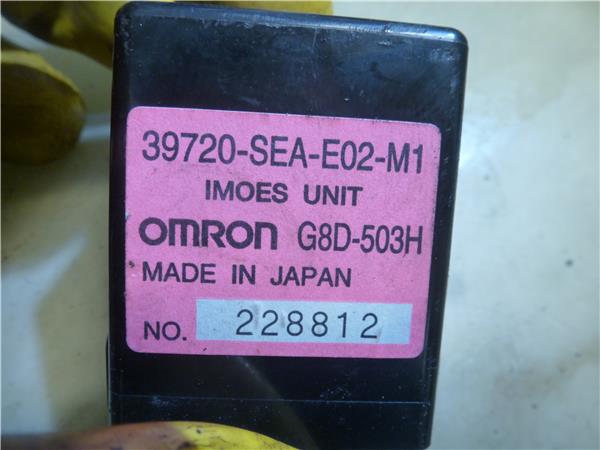 39720-SEA-E02-M1
IMOES UNIT
OMRON G8D-503H
MADE IN JAPAN
NO. 228812